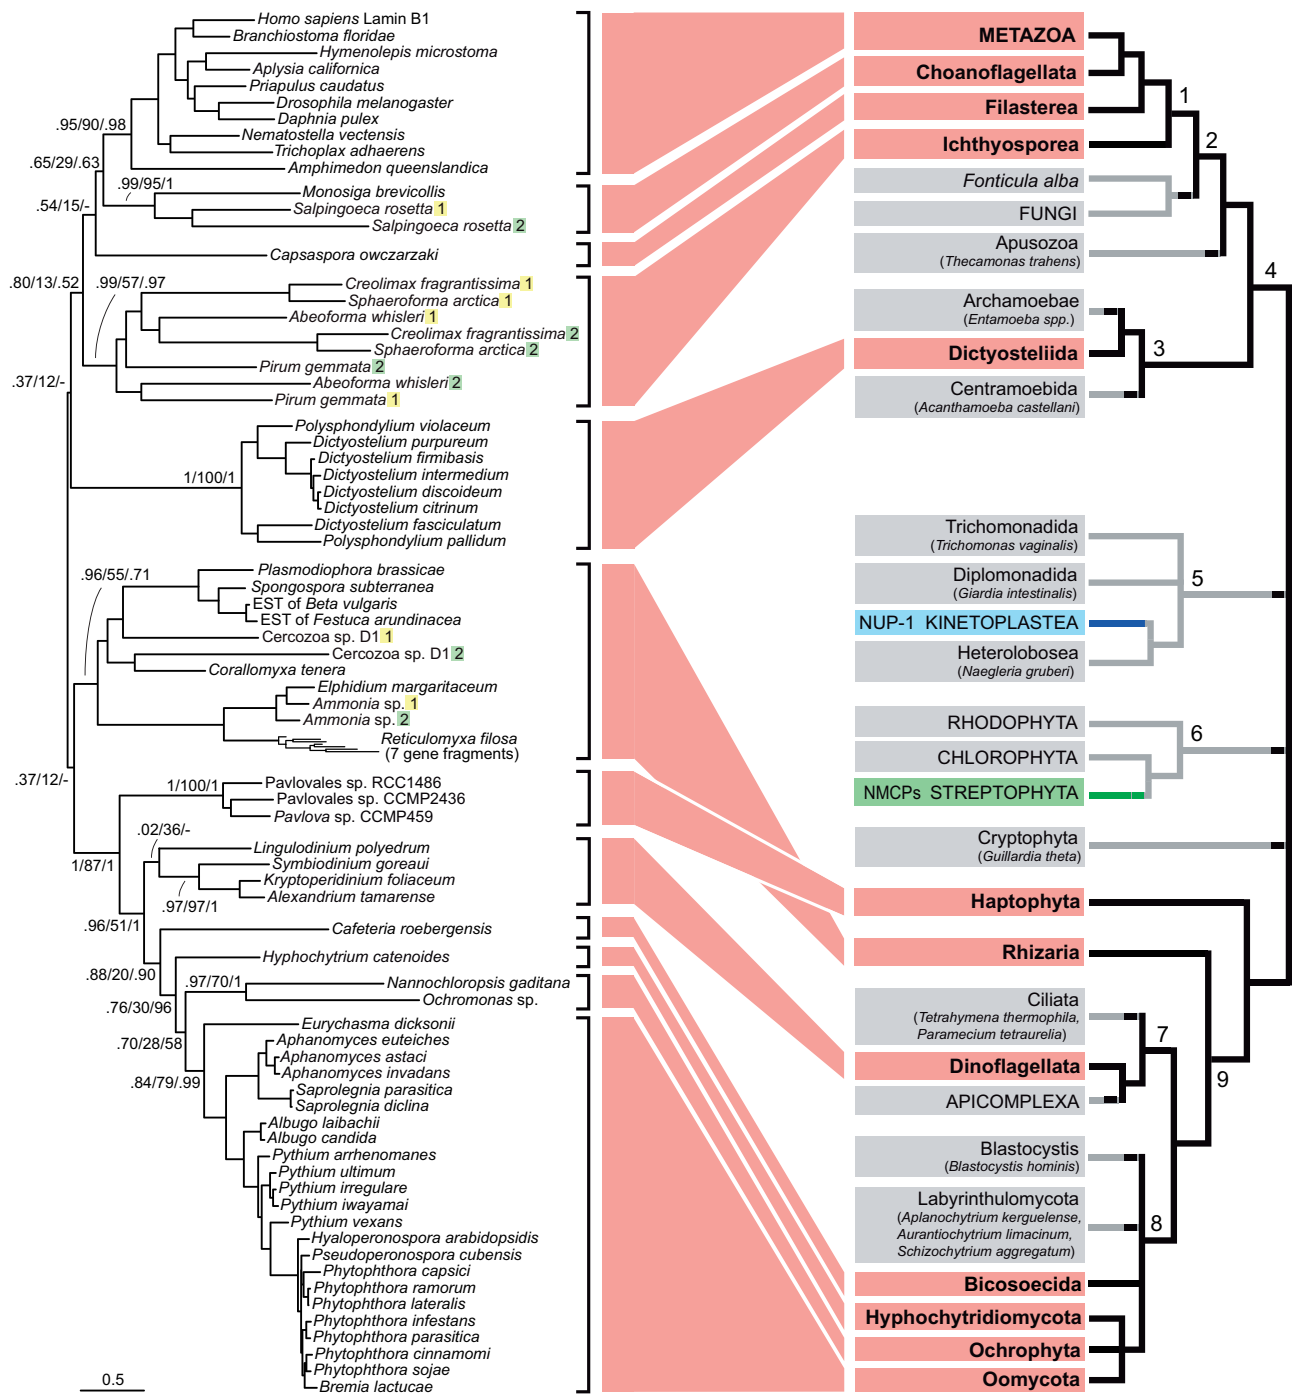 Homo sapiens Lamin B1
Branchiostoma floridae
Hymenolepis microstoma
Aplysia californica
Priapulus caudatus
Drosophila melanogaster
Daphnia pulex
Nematostella vectensis
Trichoplax adhaerens
Amphimedon queenslandica
.95/90/.98
.65/29/.63
.99/95/1
Monosiga brevicollis
Salpingoeca rosetta 1
Salpingoeca rosetta 2
.54/15/-
Capsaspora owczarzaki
.80/13/.52
.99/57/.97
Creolimax fragrantissima 1
Sphaeroforma arctica 1
Abeoforma whisleri 1
Creolimax fragrantissima 2
Sphaeroforma arctica 2
Pirum gemmata 2
Abeoforma whisleri 2
Pirum gemmata 1
.37/12/-
Polysphondylium violaceum
Dictyostelium purpureum
Dictyostelium firmibasis
Dictyostelium intermedium
Dictyostelium discoideum
Dictyostelium citrinum
Dictyostelium fasciculatum
Polysphondylium pallidum
1/100/1
.96/55/.71
Plasmodiophora brassicae
Spongospora subterranea
EST of Beta vulgaris
EST of Festuca arundinacea
Cercozoa sp. D1 1
Cercozoa sp. D1 2
Corallomyxa tenera
Elphidium margaritaceum
Ammonia sp. 1
Ammonia sp. 2
Reticulomyxa filosa
(7 gene fragments)
.37/12/-
1/100/1
Pavlovales sp. RCC1486
Pavlovales sp. CCMP2436
Pavlova sp. CCMP459
.02/36/-
1/87/1
Lingulodinium polyedrum
Symbiodinium goreaui
Kryptoperidinium foliaceum
Alexandrium tamarense
.97/97/1
.96/51/1
Cafeteria roebergensis
Hyphochytrium catenoides
.88/20/.90
.97/70/1
Nannochloropsis gaditana
Ochromonas sp.
.76/30/96
.70/28/58
.84/79/.99
Eurychasma dicksonii
Aphanomyces euteiches
Aphanomyces astaci
Aphanomyces invadans
Saprolegnia parasitica
Saprolegnia diclina
Albugo laibachii
Albugo candida
Pythium arrhenomanes
Pythium ultimum
Pythium irregulare
Pythium iwayamai
Pythium vexans
Hyaloperonospora arabidopsidis
Pseudoperonospora cubensis
Phytophthora capsici
Phytophthora ramorum
Phytophthora lateralis
Phytophthora infestans
Phytophthora parasitica
Phytophthora cinnamomi
Phytophthora sojae
Bremia lactucae
0.5
METAZOA
Choanoflagellata
Filasterea
Ichthyosporea
Fonticula alba
FUNGI
Apusozoa
(Thecamonas trahens)
Archamoebae
(Entamoeba spp.)
Dictyosteliida
Centramoebida
(Acanthamoeba castellani)
Trichomonadida
(Trichomonas vaginalis)
Diplomonadida
(Giardia intestinalis)
NUP-1 KINETOPLASTEA
Heterolobosea
(Naegleria gruberi)
RHODOPHYTA
CHLOROPHYTA
NMCPs STREPTOPHYTA
Cryptophyta
(Guillardia theta)
Haptophyta
Rhizaria
Ciliata
(Tetrahymena thermophila,
Paramecium tetraurelia)
Dinoflagellata
APICOMPLEXA
Blastocystis
(Blastocystis hominis)
Labyrinthulomycota
(Aplanochytrium kerguelense,
Aurantiochytrium limacinum,
Schizochytrium aggregatum)
Bicosoecida
Hyphochytridiomycota
Ochrophyta
Oomycota
1
2
3
4
5
6
7
8
9